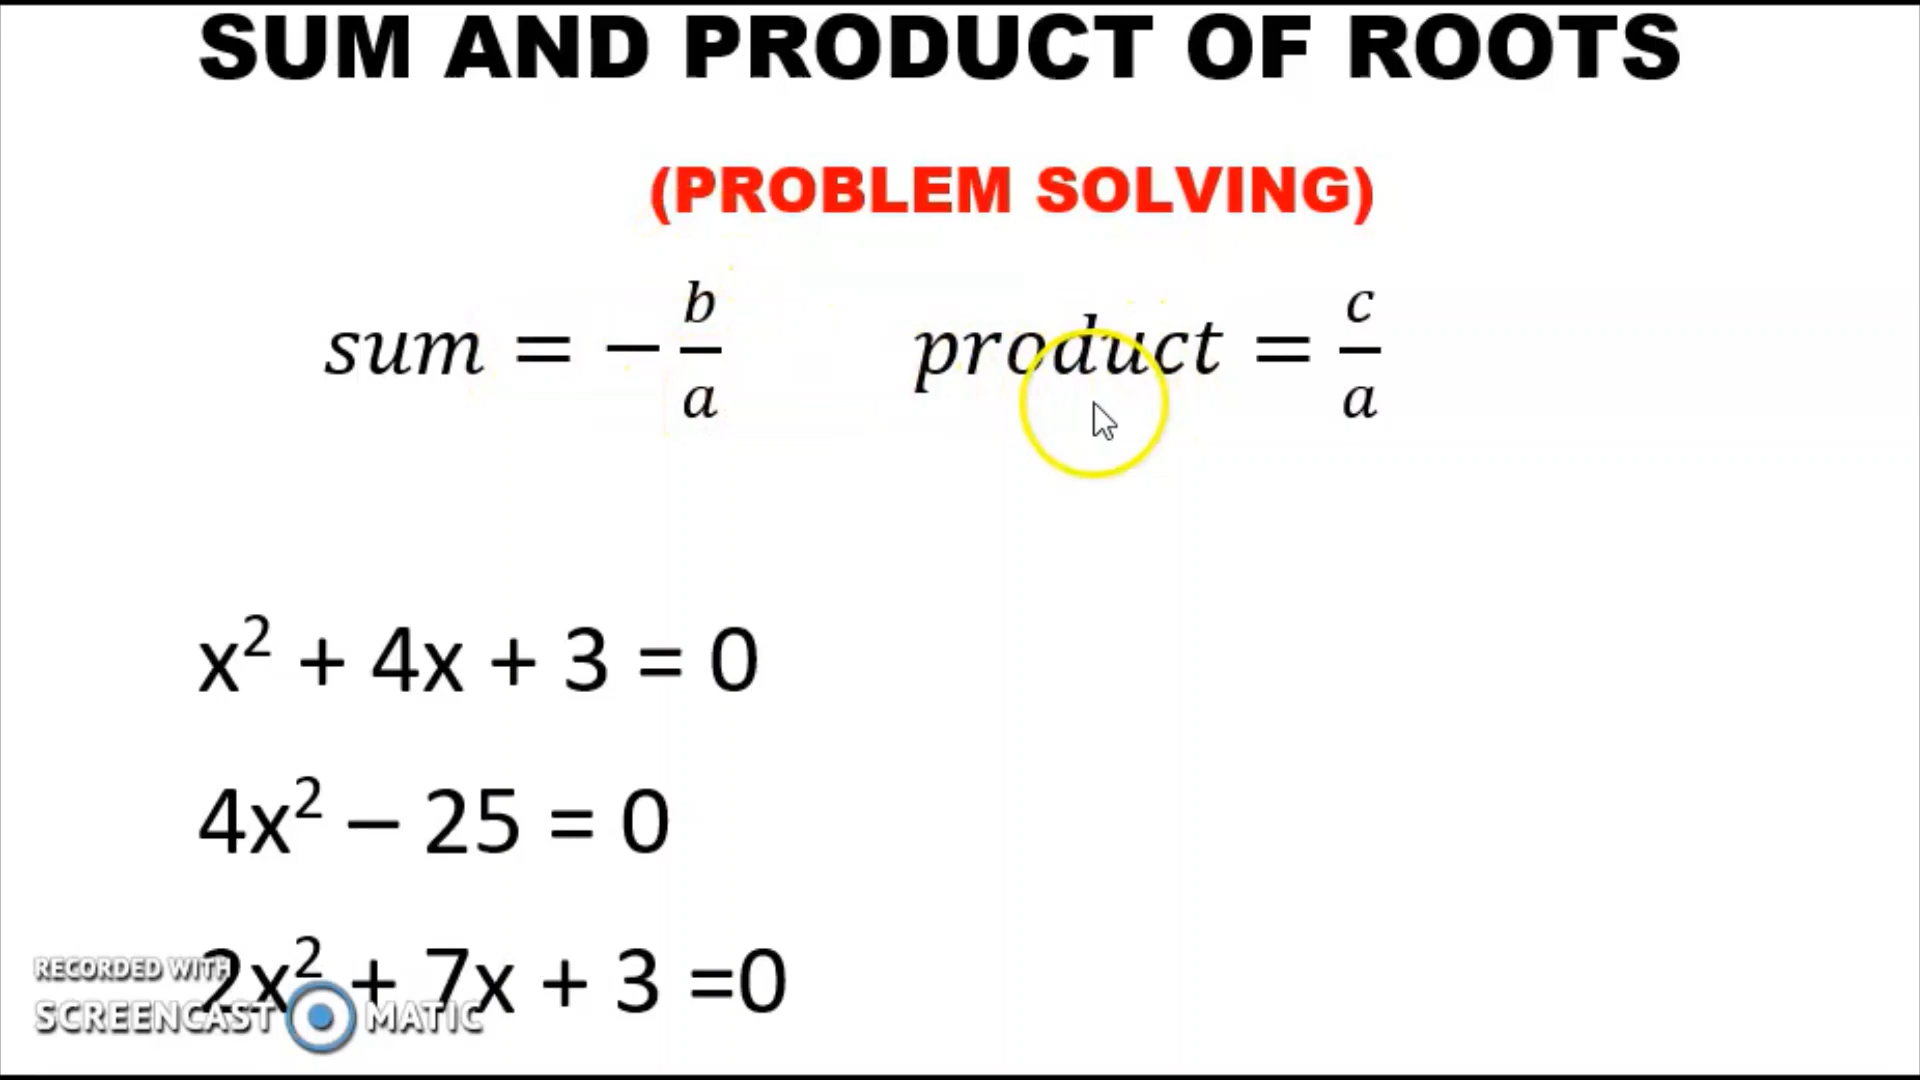 SUM AND PRODUCT OF ROOTS
(PROBLEM SOLVING)
sum = −b/a product = c/a
x² + 4x + 3 = 0
4x² – 25 = 0
2x² + 7x + 3 =0
RECORDED WITH
SCREENCAST MATIC